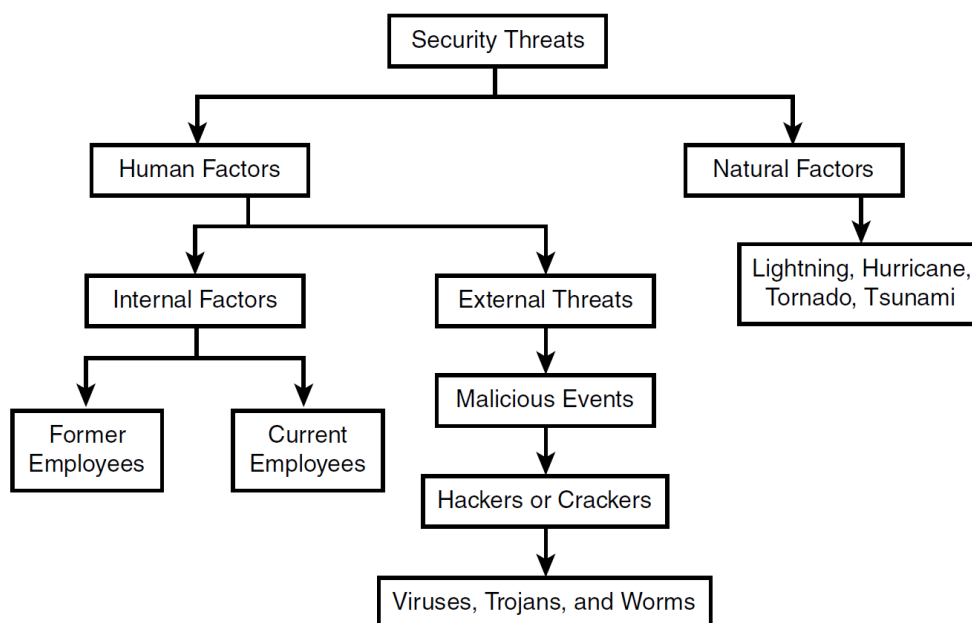 Security Threats
Human Factors
Natural Factors
Lightning, Hurricane,
Tornado, Tsunami
Internal Factors
External Threats
Malicious Events
Former
Employees
Current
Employees
Hackers or Crackers
Viruses, Trojans, and Worms